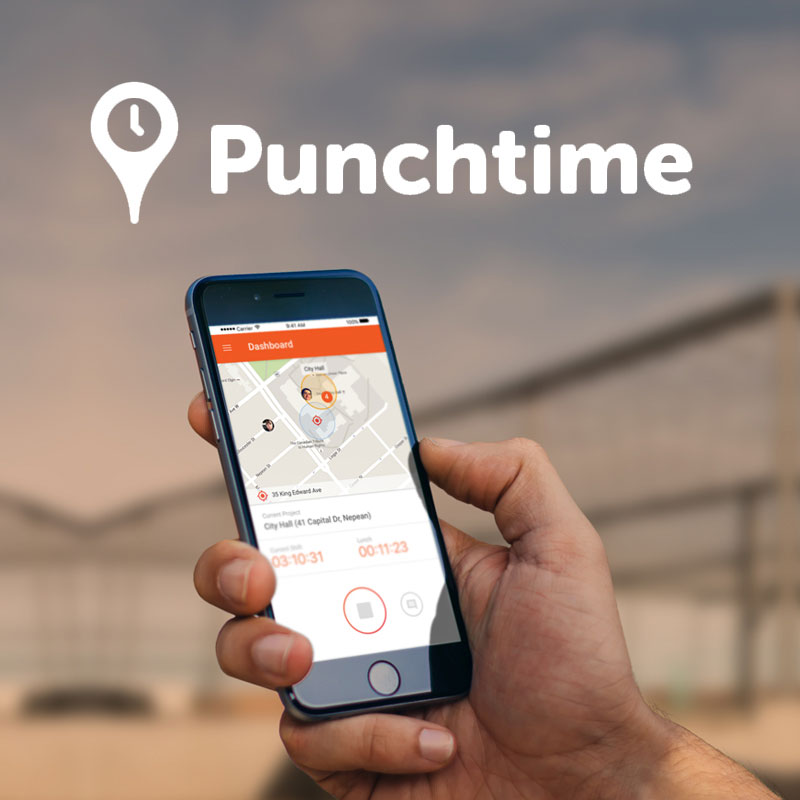 Punchtime
Carrier 9:41 AM 100%
Dashboard
City Hall
4
35 King Edward Ave
Current Project
City Hall (41 Capital Dr, Nepean)
Current Shift Lunch
03:10:31 00:11:23